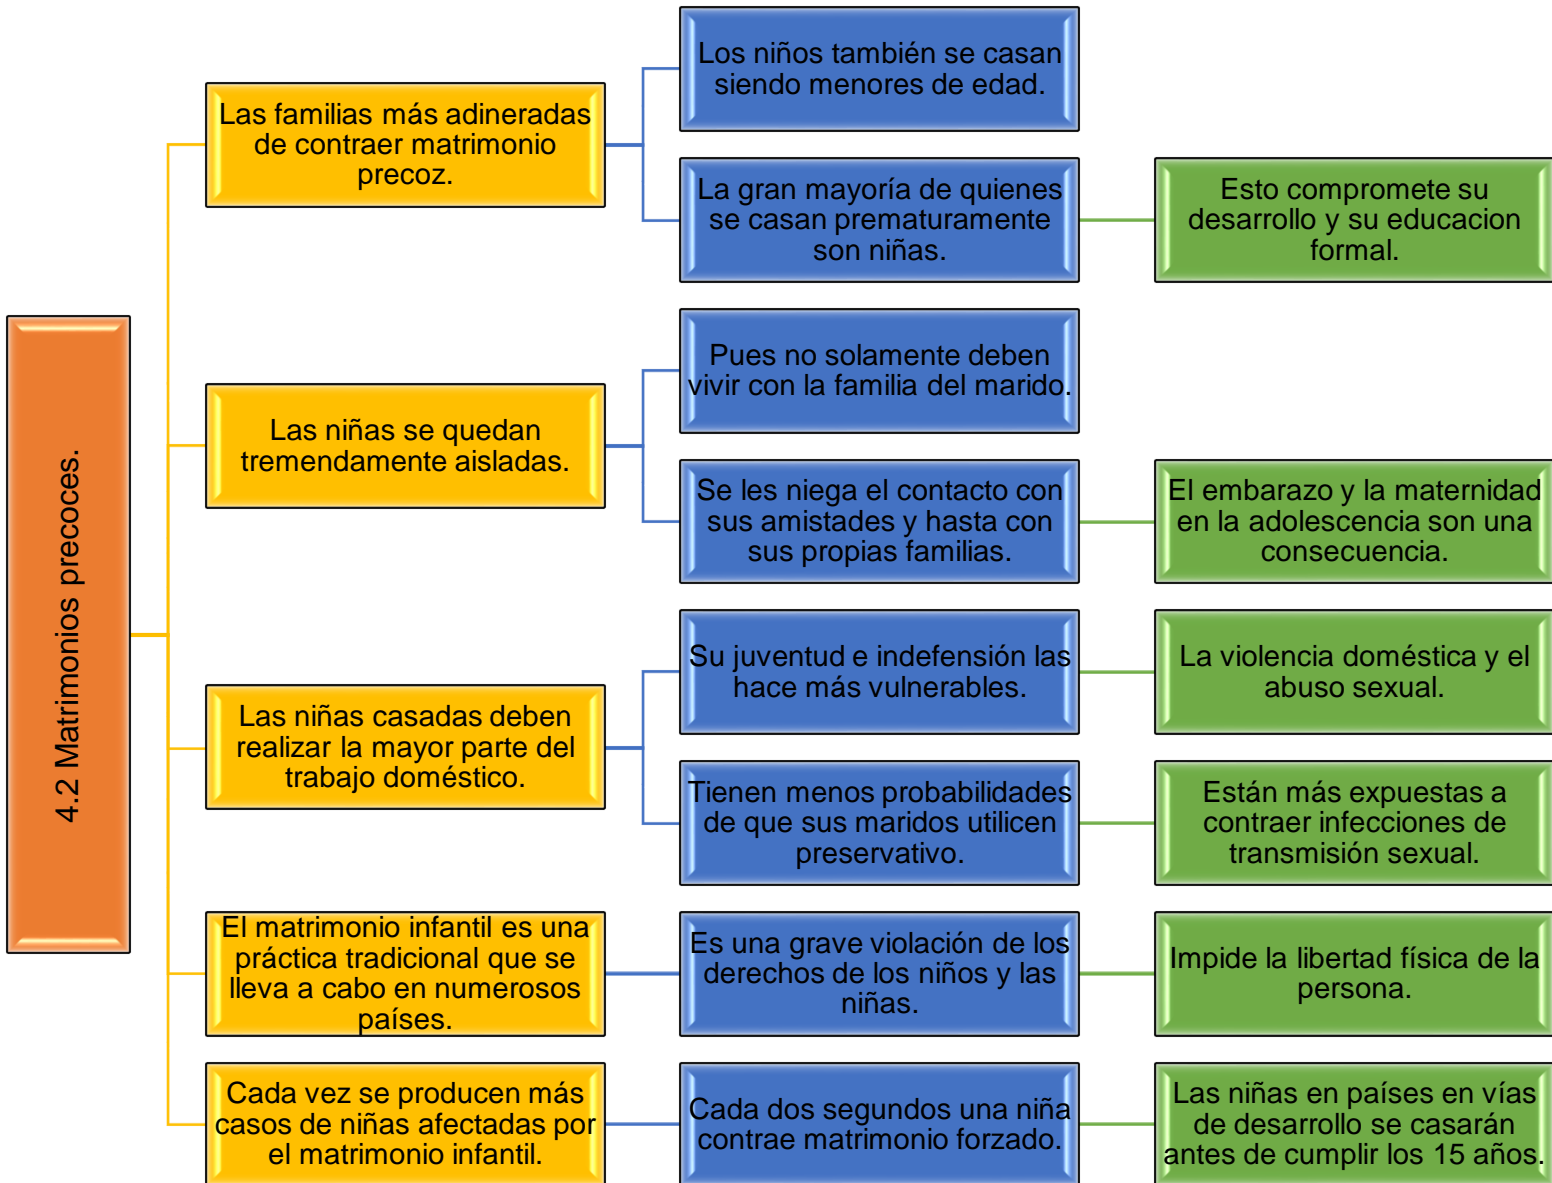 4.2 Matrimonios precoces.
Las familias más adineradas
de contraer matrimonio
precoz.
Los niños también se casan
siendo menores de edad.
La gran mayoría de quienes
se casan prematuramente
son niñas.
Esto compromete su
desarrollo y su educacion
formal.
Las niñas se quedan
tremendamente aisladas.
Pues no solamente deben
vivir con la familia del marido.
Se les niega el contacto con
sus amistades y hasta con
sus propias familias.
El embarazo y la maternidad
en la adolescencia son una
consecuencia.
Las niñas casadas deben
realizar la mayor parte del
trabajo doméstico.
Su juventud e indefensión las
hace más vulnerables.
La violencia doméstica y el
abuso sexual.
Tienen menos probabilidades
de que sus maridos utilicen
preservativo.
Están más expuestas a
contraer infecciones de
transmisión sexual.
El matrimonio infantil es una
práctica tradicional que se
lleva a cabo en numerosos
países.
Es una grave violación de los
derechos de los niños y las
niñas.
Impide la libertad física de la
persona.
Cada vez se producen más
casos de niñas afectadas por
el matrimonio infantil.
Cada dos segundos una niña
contrae matrimonio forzado.
Las niñas en países en vías
de desarrollo se casarán
antes de cumplir los 15 años.